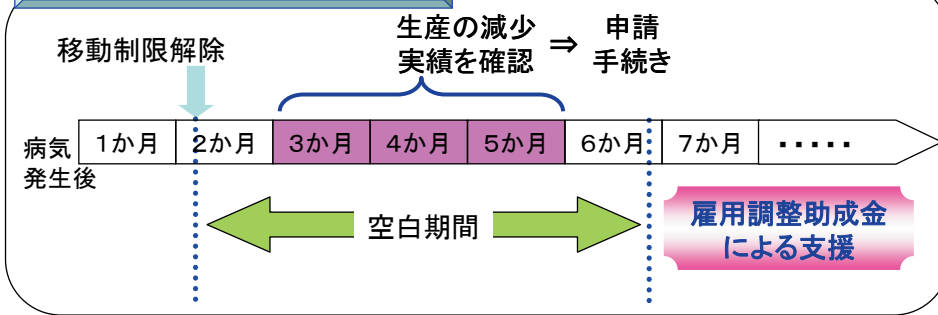 生産の減少
実績を確認
⇒
申請
手続き
移動制限解除
病気
発生後
1か月
2か月
3か月
4か月
5か月
6か月
7か月
・・・・・
空白期間
雇用調整助成金
による支援